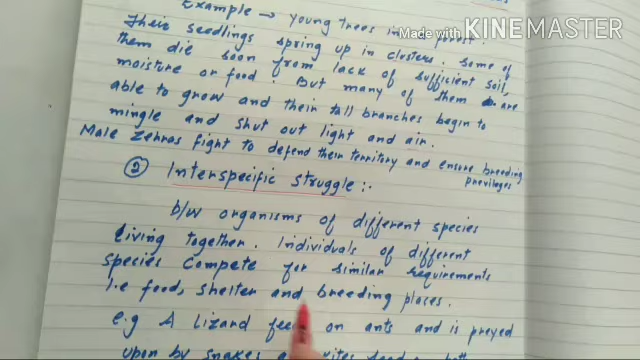 Example → young trees in forest.
Their seedlings spring up in clusters. Some of
them die soon from lack of sufficient soil,
moisture or food. But many of them are
able to grow and their tall branches begin to
mingle and shut out light and air.
Male Zebras fight to defend their territory and ensure breeding
previleges
② Interspecific struggle:-
b/w organisms of different species
living together. Individuals of different
species compete for similar requirements
i.e food, shelter and breeding places.
e.g A lizard feeds on ants and is preyed
upon by snakes
Made with KINEMASTER